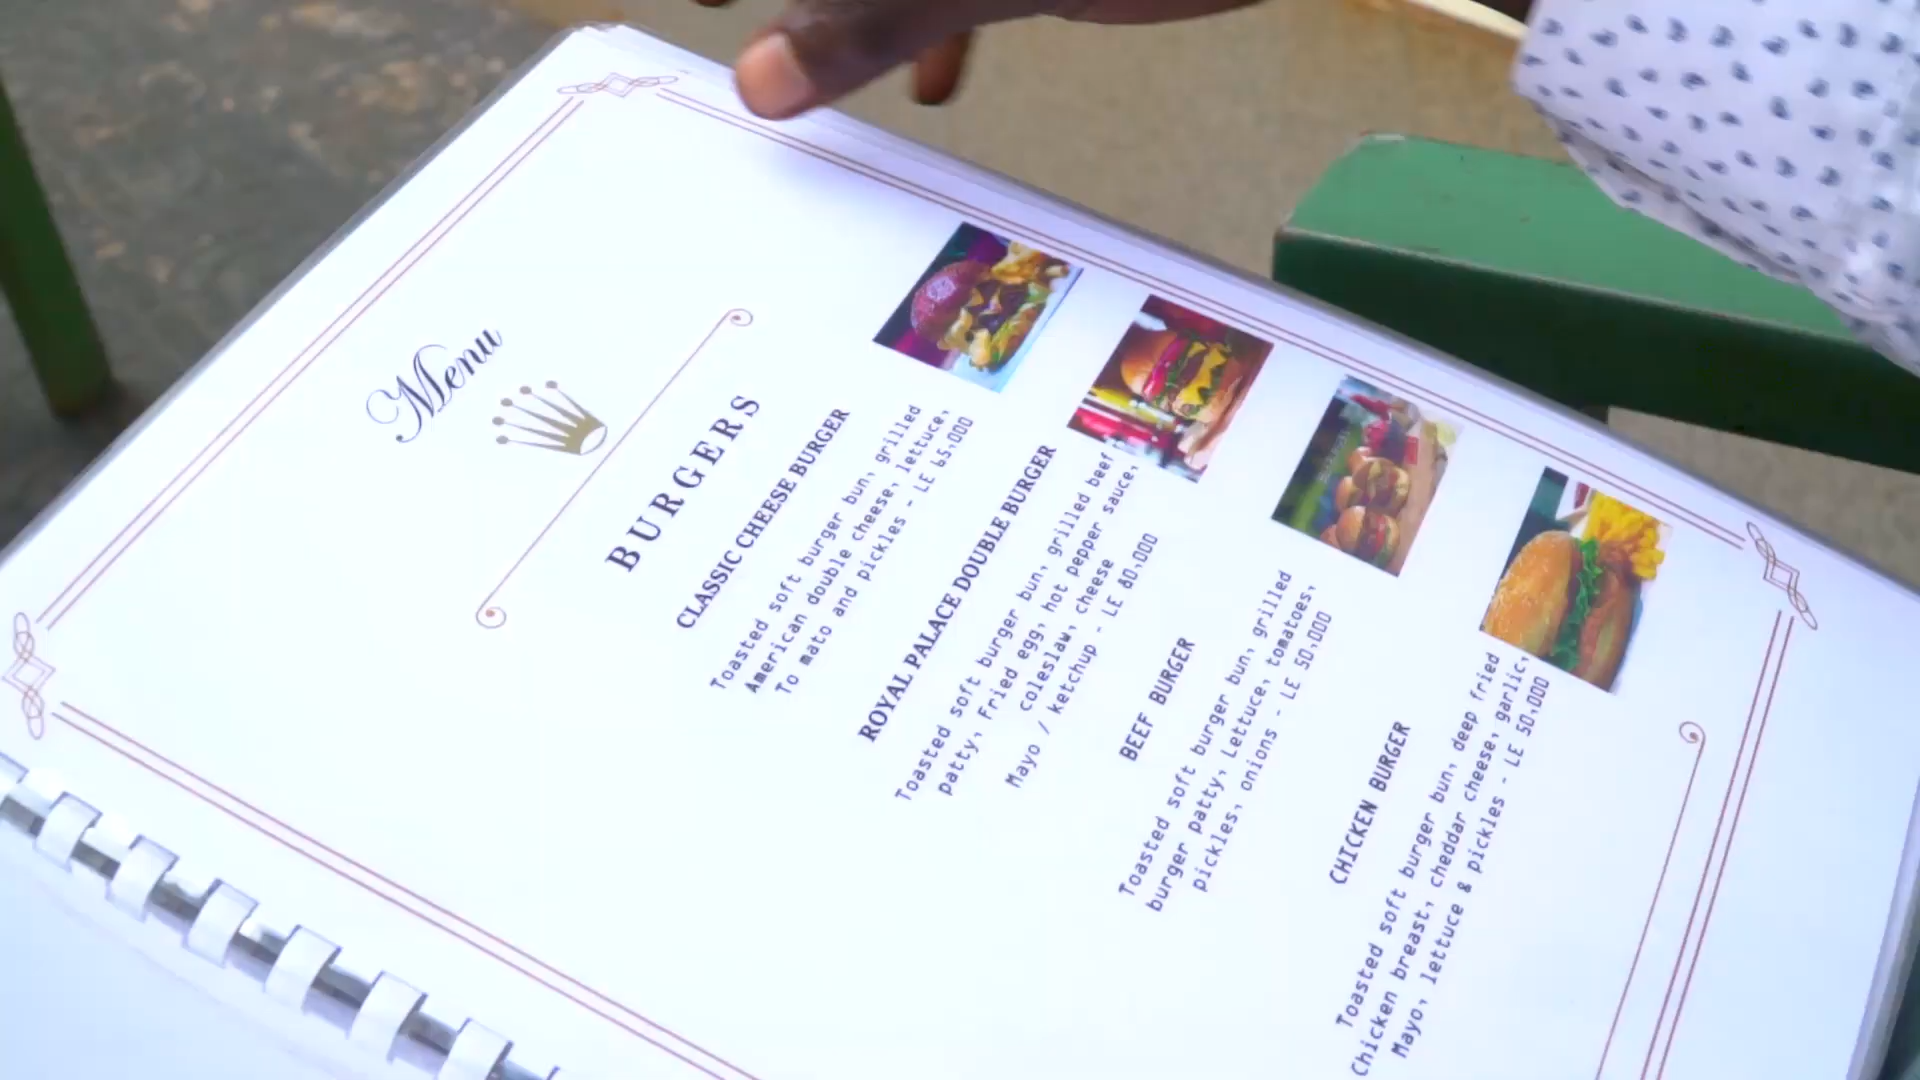 Menu
BURGERS
CLASSIC CHEESE BURGER
Toasted soft burger bun, grilled
American double cheese, lettuce,
To mato and pickles - LE 65,000
ROYAL PALACE DOUBLE BURGER
Toasted soft burger bun, grilled beef
patty, Fried egg, hot pepper sauce,
coleslaw, cheese
Mayo / ketchup - LE 80,000
BEEF BURGER
Toasted soft burger bun, grilled
burger patty, Lettuce, tomatoes,
pickles, onions - LE 50,000
CHICKEN BURGER
Toasted soft burger bun, deep fried
Chicken breast, cheddar cheese, garlic,
Mayo, lettuce & pickles - LE 50,000